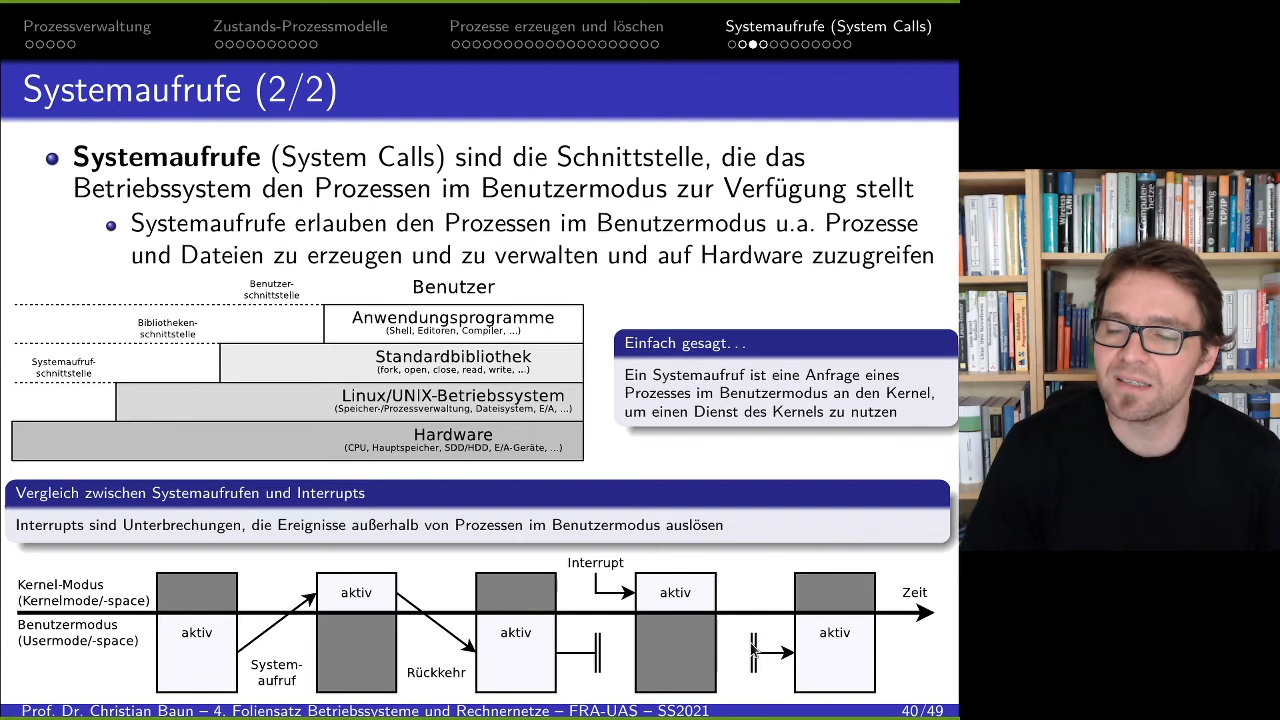 Prozessverwaltung Zustands-Prozessmodelle Prozesse erzeugen und löschen Systemaufrufe (System Calls)
Systemaufrufe (2/2)
Systemaufrufe (System Calls) sind die Schnittstelle, die das
Betriebssystem den Prozessen im Benutzermodus zur Verfügung stellt
Systemaufrufe erlauben den Prozessen im Benutzermodus u.a. Prozesse
und Dateien zu erzeugen und zu verwalten und auf Hardware zuzugreifen
Benutzer-
schnittstelle
Benutzer
Bibliotheken-
schnittstelle
Anwendungsprogramme
(Shell, Editoren, Compiler, ...)
Systemaufruf-
schnittstelle
Standardbibliothek
(fork, open, close, read, write, ...)
Linux/UNIX-Betriebssystem
(Speicher-/Prozessverwaltung, Dateisystem, E/A, ...)
Hardware
(CPU, Hauptspeicher, SDD/HDD, E/A-Geräte, ...)
Einfach gesagt...
Ein Systemaufruf ist eine Anfrage eines
Prozesses im Benutzermodus an den Kernel,
um einen Dienst des Kernels zu nutzen
Vergleich zwischen Systemaufrufen und Interrupts
Interrupts sind Unterbrechungen, die Ereignisse außerhalb von Prozessen im Benutzermodus auslösen
Interrupt
Kernel-Modus
(Kernelmode/-space)
aktiv
aktiv
Zeit
Benutzermodus
(Usermode/-space)
aktiv
aktiv
aktiv
System-
aufruf
Rückkehr
Prof. Dr. Christian Baun – 4. Foliensatz Betriebssysteme und Rechnernetze – FRA-UAS – SS2021 40/49
Wireless
LANs
Computer-
netze
Hacking
TCP/IP